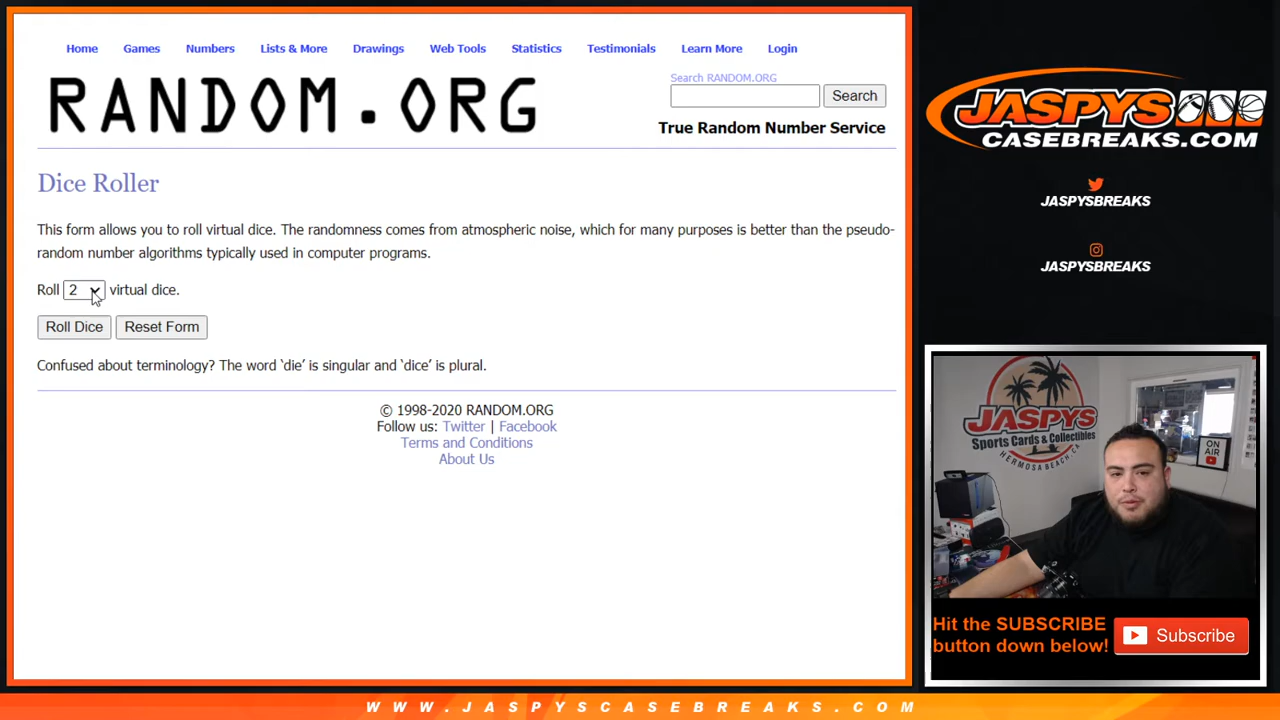 Home Games Numbers Lists & More Drawings Web Tools Statistics Testimonials Learn More Login
RANDOM.ORG
Search RANDOM.ORG
Search
True Random Number Service
Dice Roller
This form allows you to roll virtual dice. The randomness comes from atmospheric noise, which for many purposes is better than the pseudo-
random number algorithms typically used in computer programs.
Roll 2 virtual dice.
Roll Dice Reset Form
Confused about terminology? The word ‘die’ is singular and ‘dice’ is plural.
© 1998-2020 RANDOM.ORG
Follow us: Twitter | Facebook
Terms and Conditions
About Us
JASPYS
CASEBREAKS.COM
JASPYSBREAKS
JASPYSBREAKS
JASPYS
Sports Cards & Collectibles
HERMOSA BEACH, CA
ON
AIR
Hit the SUBSCRIBE
button down below!
Subscribe
WWW.JASPYSCASEBREAKS.COM